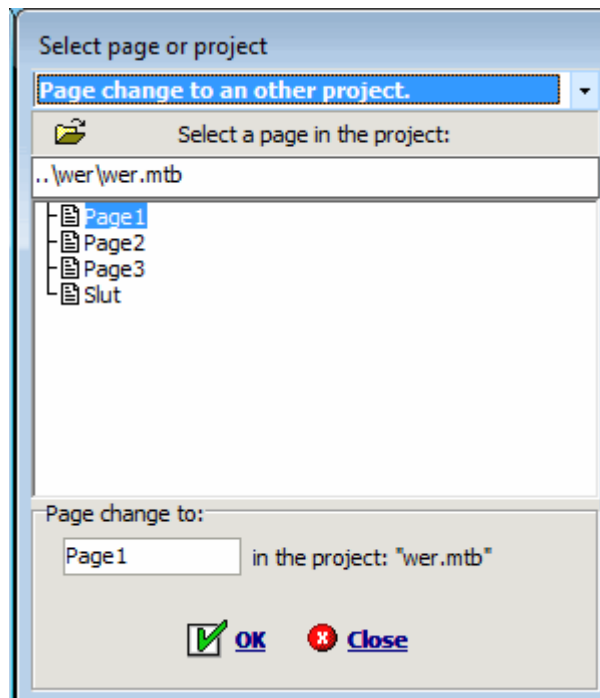 Select page or project
Page change to an other project.
Select a page in the project:
..\wer\wer.mtb
Page1
Page2
Page3
Slut
Page change to:
Page1 in the project: "wer.mtb"
OK Close